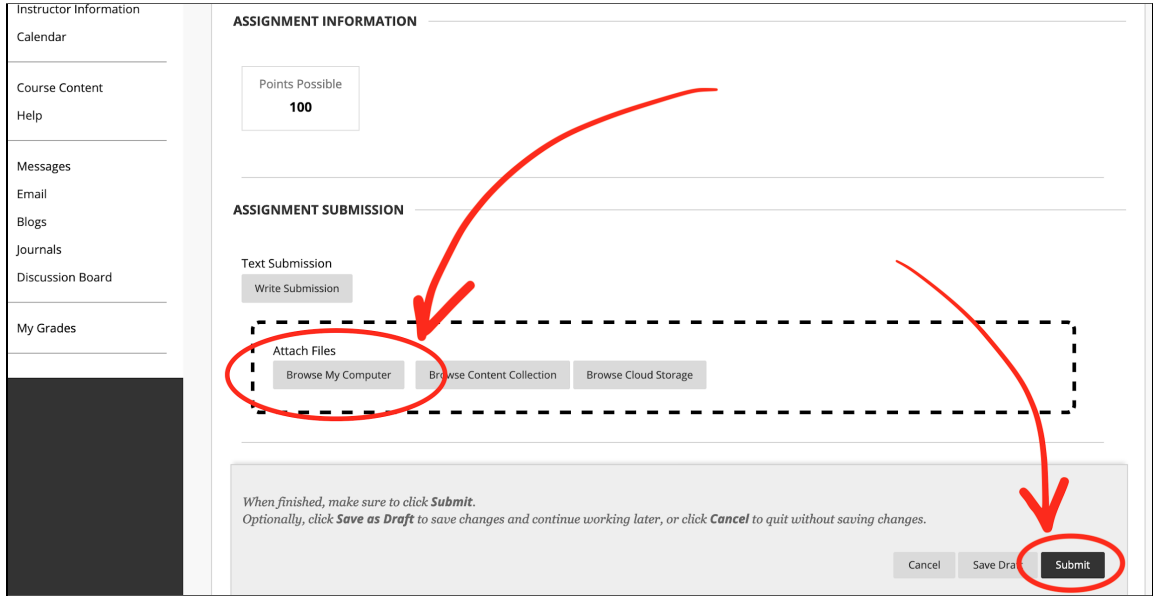 Instructor Information
Calendar
Course Content
Help
Messages
Email
Blogs
Journals
Discussion Board
My Grades
ASSIGNMENT INFORMATION
Points Possible
100
ASSIGNMENT SUBMISSION
Text Submission
Write Submission
Attach Files
Browse My Computer Browse Content Collection Browse Cloud Storage
When finished, make sure to click Submit.
Optionally, click Save as Draft to save changes and continue working later, or click Cancel to quit without saving changes.
Cancel Save Draft Submit